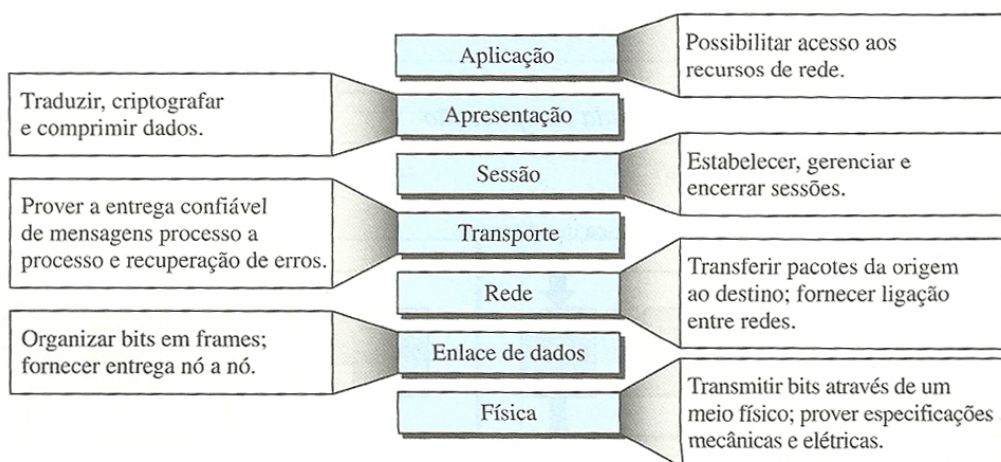 Aplicação
Possibilitar acesso aos
recursos de rede.
Traduzir, criptografar
e comprimir dados.
Apresentação
Sessão
Estabelecer, gerenciar e
encerrar sessões.
Prover a entrega confiável
de mensagens processo a
processo e recuperação de erros.
Transporte
Rede
Transferir pacotes da origem
ao destino; fornecer ligação
entre redes.
Organizar bits em frames;
fornecer entrega nó a nó.
Enlace de dados
Física
Transmitir bits através de um
meio físico; prover especificações
mecânicas e elétricas.